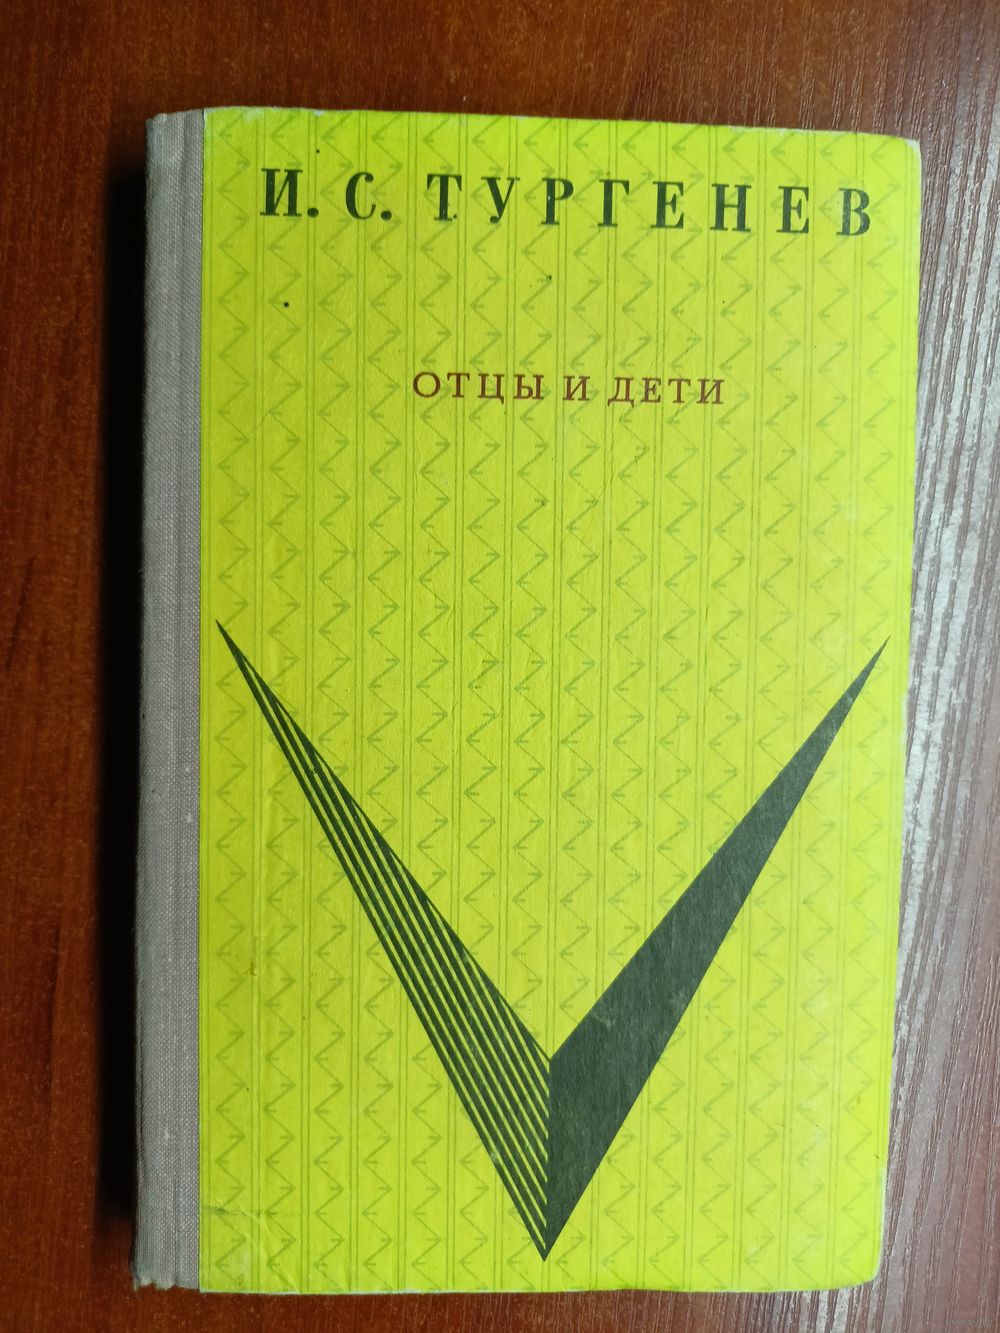 И. С. ТУРГЕНЕВ
ОТЦЫ И ДЕТИ